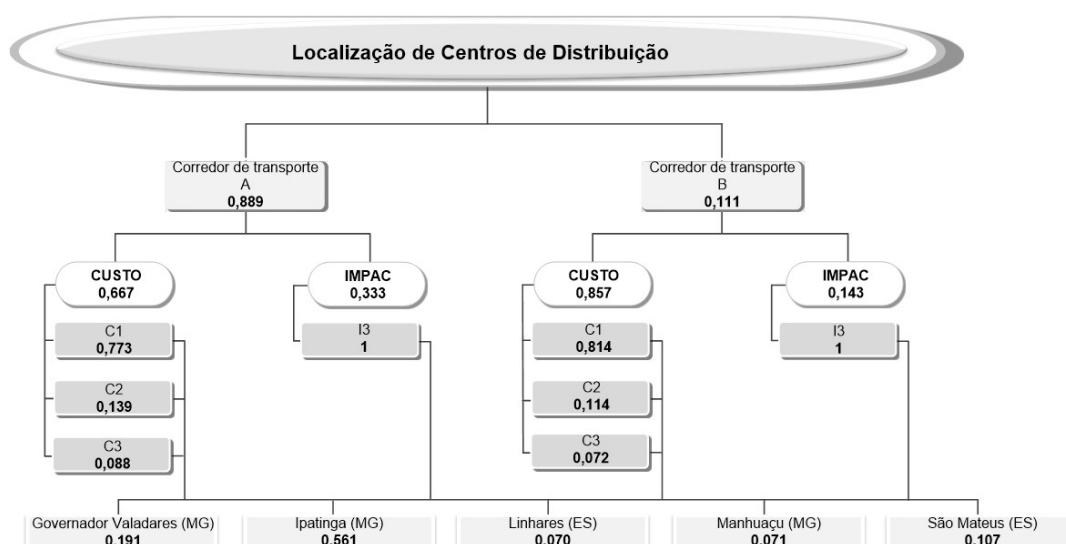 Localização de Centros de Distribuição
Corredor de transporte
A
0,889
Corredor de transporte
B
0,111
CUSTO
0,667
IMPAC
0,333
CUSTO
0,857
IMPAC
0,143
C1
0,773
I3
1
C1
0,814
I3
1
C2
0,139
C2
0,114
C3
0,088
C3
0,072
Governador Valadares (MG)
0,191
Ipatinga (MG)
0,561
Linhares (ES)
0,070
Manhuaçu (MG)
0,071
São Mateus (ES)
0,107